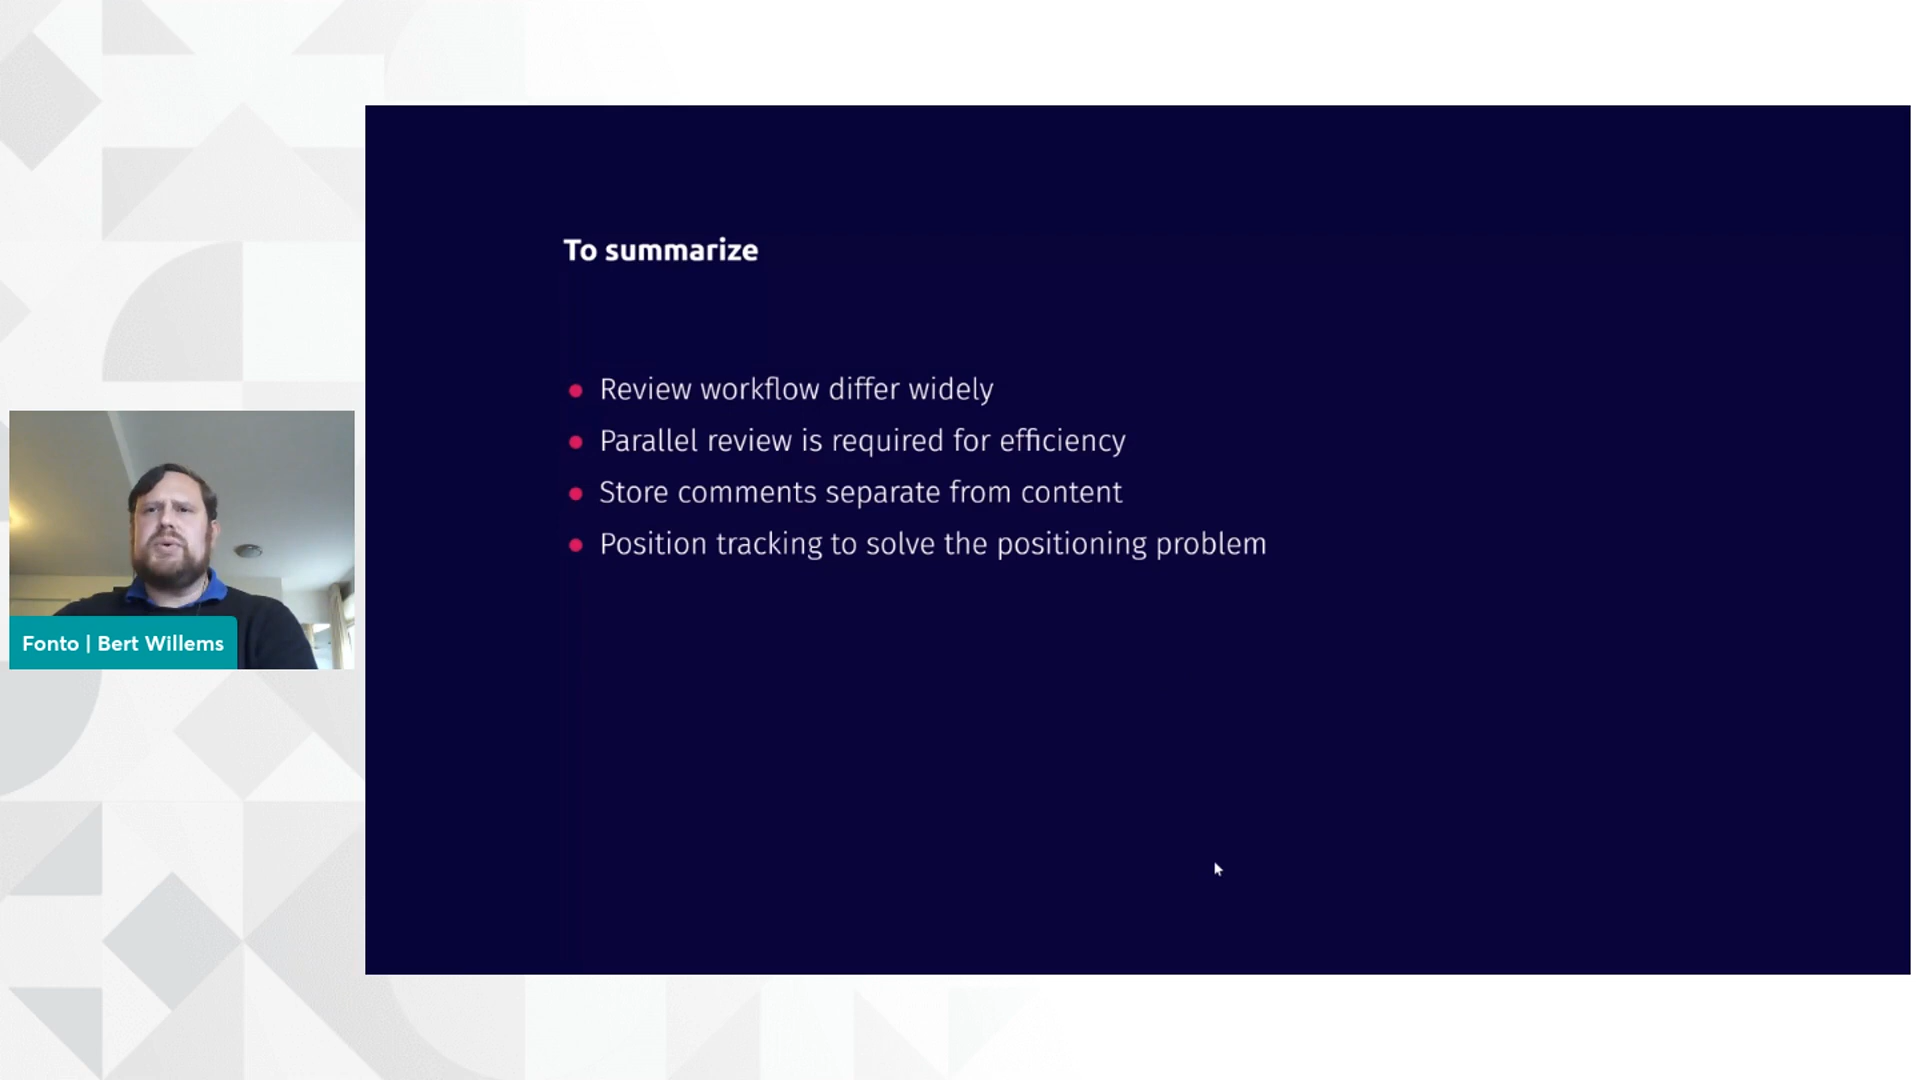 To summarize
Review workflow differ widely
Parallel review is required for efficiency
Store comments separate from content
Position tracking to solve the positioning problem
Fonto | Bert Willems